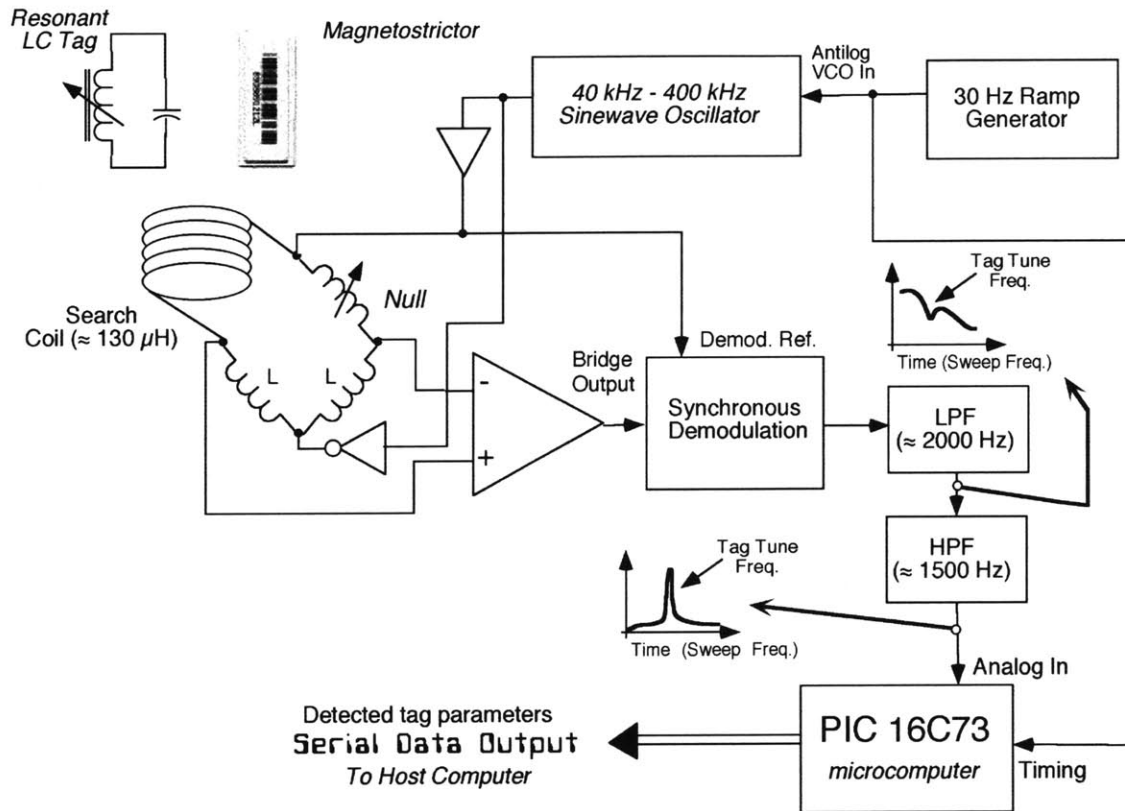 Resonant
LC Tag
Magnetostrictor
40 kHz - 400 kHz
Sinewave Oscillator
Antilog
VCO In
30 Hz Ramp
Generator
Search
Coil (≈ 130 µH)
Null
L
L
-
+
Bridge
Output
Demod. Ref.
Synchronous
Demodulation
Tag Tune
Freq.
Time (Sweep Freq.)
LPF
(≈ 2000 Hz)
HPF
(≈ 1500 Hz)
Tag Tune
Freq.
Time (Sweep Freq.)
Analog In
PIC 16C73
microcomputer
Timing
Detected tag parameters
Serial Data Output
To Host Computer